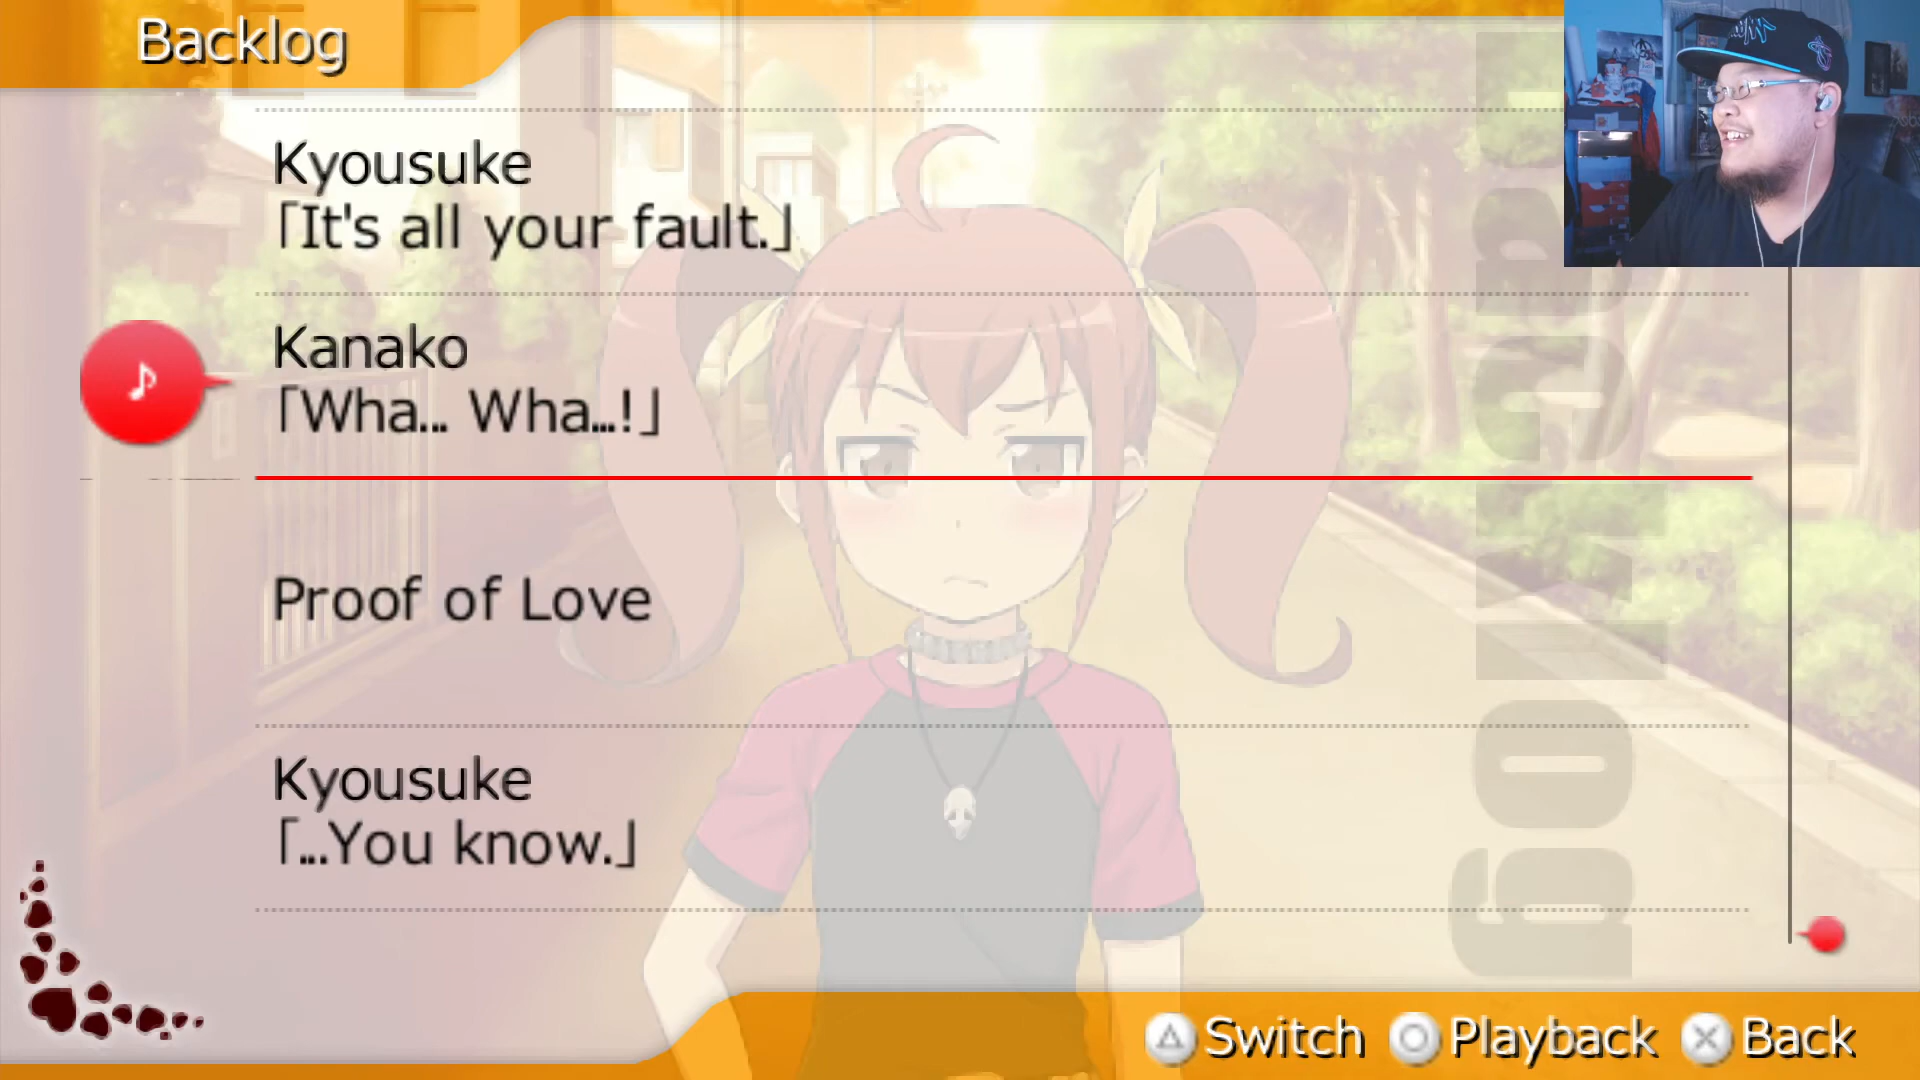 Backlog
Kyousuke
「It's all your fault.」
Kanako
「Wha... Wha...!」
Proof of Love
Kyousuke
「...You know.」
Switch Playback Back